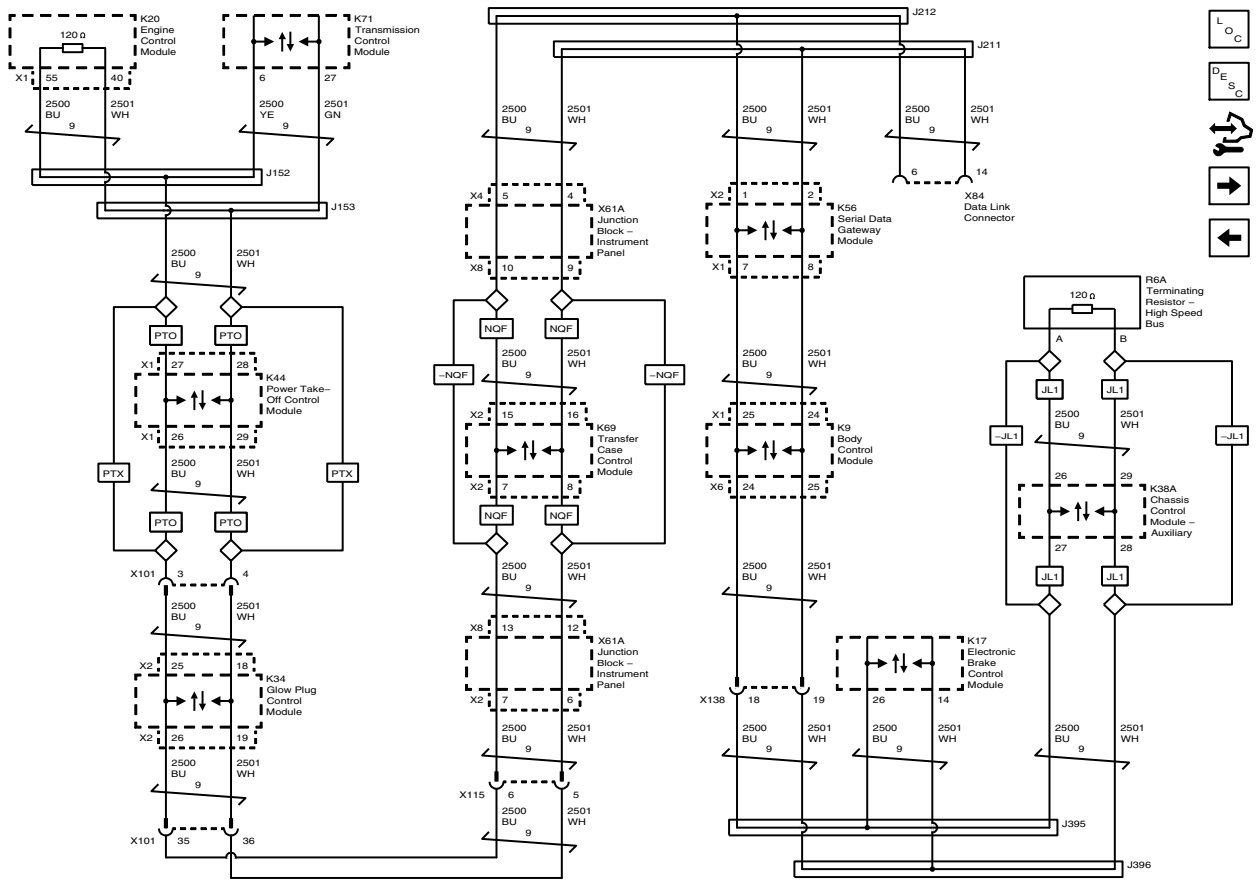 K20
Engine
Control
Module
120 Ω
X1
55
40
2500
BU
2501
WH
9
K71
Transmission
Control
Module
6
27
2500
YE
2501
GN
9
J152
J153
2500
BU
2501
WH
9
PTO
PTO
X1
27
28
K44
Power Take–
Off Control
Module
X1
26
29
2500
BU
2501
WH
9
PTX
PTX
PTO
PTO
X101
3
4
2500
BU
2501
WH
9
X2
25
18
K34
Glow Plug
Control
Module
X2
26
19
2500
BU
2501
WH
9
X101
35
36
J212
J211
2500
BU
2501
WH
9
X4
5
4
X61A
Junction
Block –
Instrument
Panel
X8
10
9
NQF
NQF
2500
BU
2501
WH
9
–NQF
–NQF
X2
15
16
K69
Transfer
Case
Control
Module
X2
7
8
NQF
NQF
2500
BU
2501
WH
9
X8
13
12
X61A
Junction
Block –
Instrument
Panel
X2
7
6
2500
BU
2501
WH
9
X115
6
5
2500
BU
2501
WH
9
2500
BU
2501
WH
9
X2
1
2
K56
Serial Data
Gateway
Module
X1
7
8
2500
BU
2501
WH
9
X1
25
24
K9
Body
Control
Module
X6
24
25
2500
BU
2501
WH
9
X138
18
19
2500
BU
2501
WH
9
2500
BU
2501
WH
9
6
14
X84
Data Link
Connector
K17
Electronic
Brake
Control
Module
26
14
2500
BU
2501
WH
9
J395
J396
R6A
Terminating
Resistor –
High Speed
Bus
120 Ω
A
B
JL1
JL1
2500
BU
2501
WH
9
–JL1
–JL1
26
29
K38A
Chassis
Control
Module –
Auxiliary
27
28
JL1
JL1
2500
BU
2501
WH
9
LOC
DESC